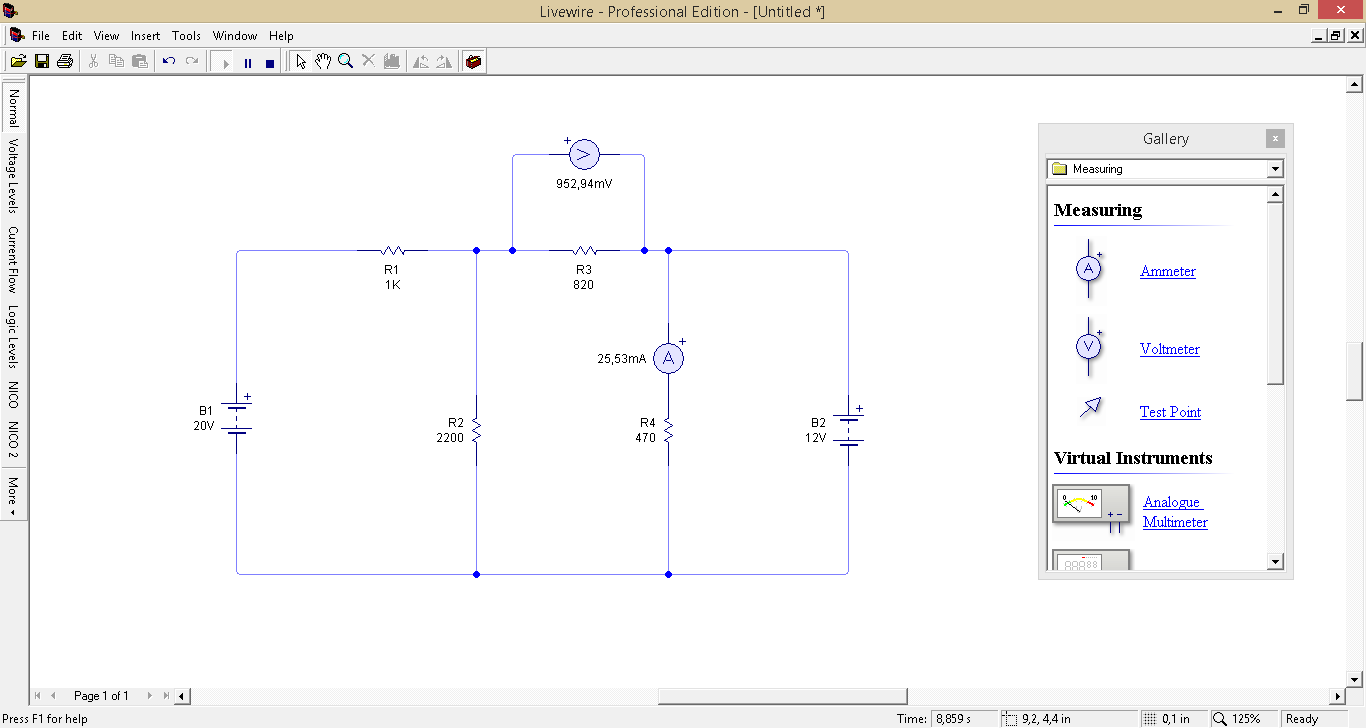 Livewire - Professional Edition - [Untitled *]
File Edit View Insert Tools Window Help
Normal
Voltage Levels
Current Flow
Logic Levels
NICO
NICO 2
More
+
V
952,94mV
R1
1K
R3
820
25,53mA
A
+
B1
20V
+
R2
2200
R4
470
B2
12V
+
Gallery
x
Measuring
Measuring
A
+
Ammeter
V
+
Voltmeter
Test Point
Virtual Instruments
0 10
+ -
Analogue
Multimeter
88888
Page 1 of 1
Press F1 for help
Time: 8,859 s
9,2, 4,4 in
0,1 in
125%
Ready